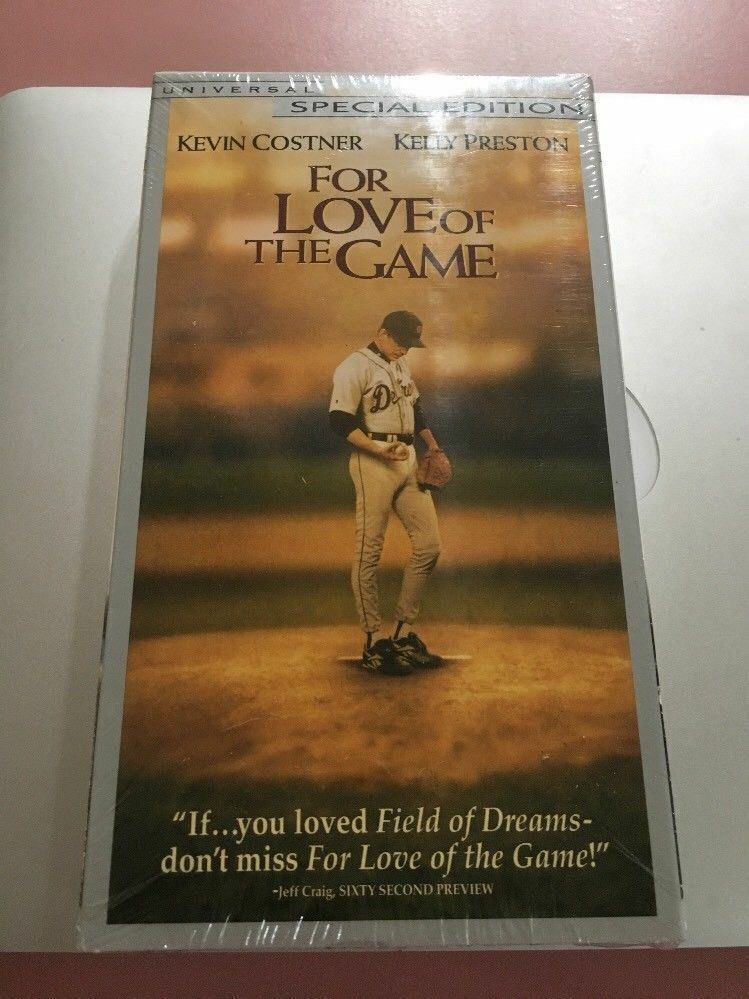 UNIVERSAL
SPECIAL EDITION
KEVIN COSTNER KELLY PRESTON
FOR
LOVE OF
THE GAME
"If...you loved Field of Dreams-
don't miss For Love of the Game!"
-Jeff Craig, SIXTY SECOND PREVIEW